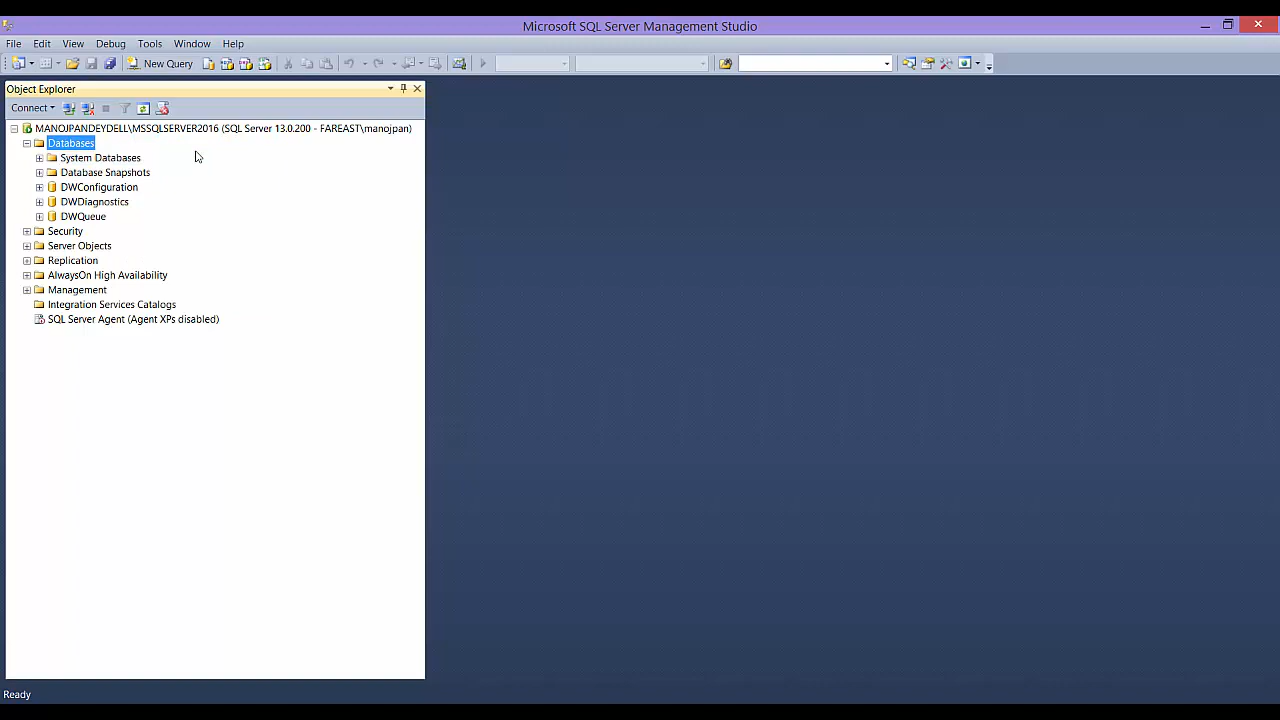 Microsoft SQL Server Management Studio
File Edit View Debug Tools Window Help
New Query
Object Explorer
Connect
MANOJPANDEYDELL\MSSQLSERVER2016 (SQL Server 13.0.200 - FAREAST\manojpan)
Databases
System Databases
Database Snapshots
DWConfiguration
DWDiagnostics
DWQueue
Security
Server Objects
Replication
AlwaysOn High Availability
Management
Integration Services Catalogs
SQL Server Agent (Agent XPs disabled)
Ready